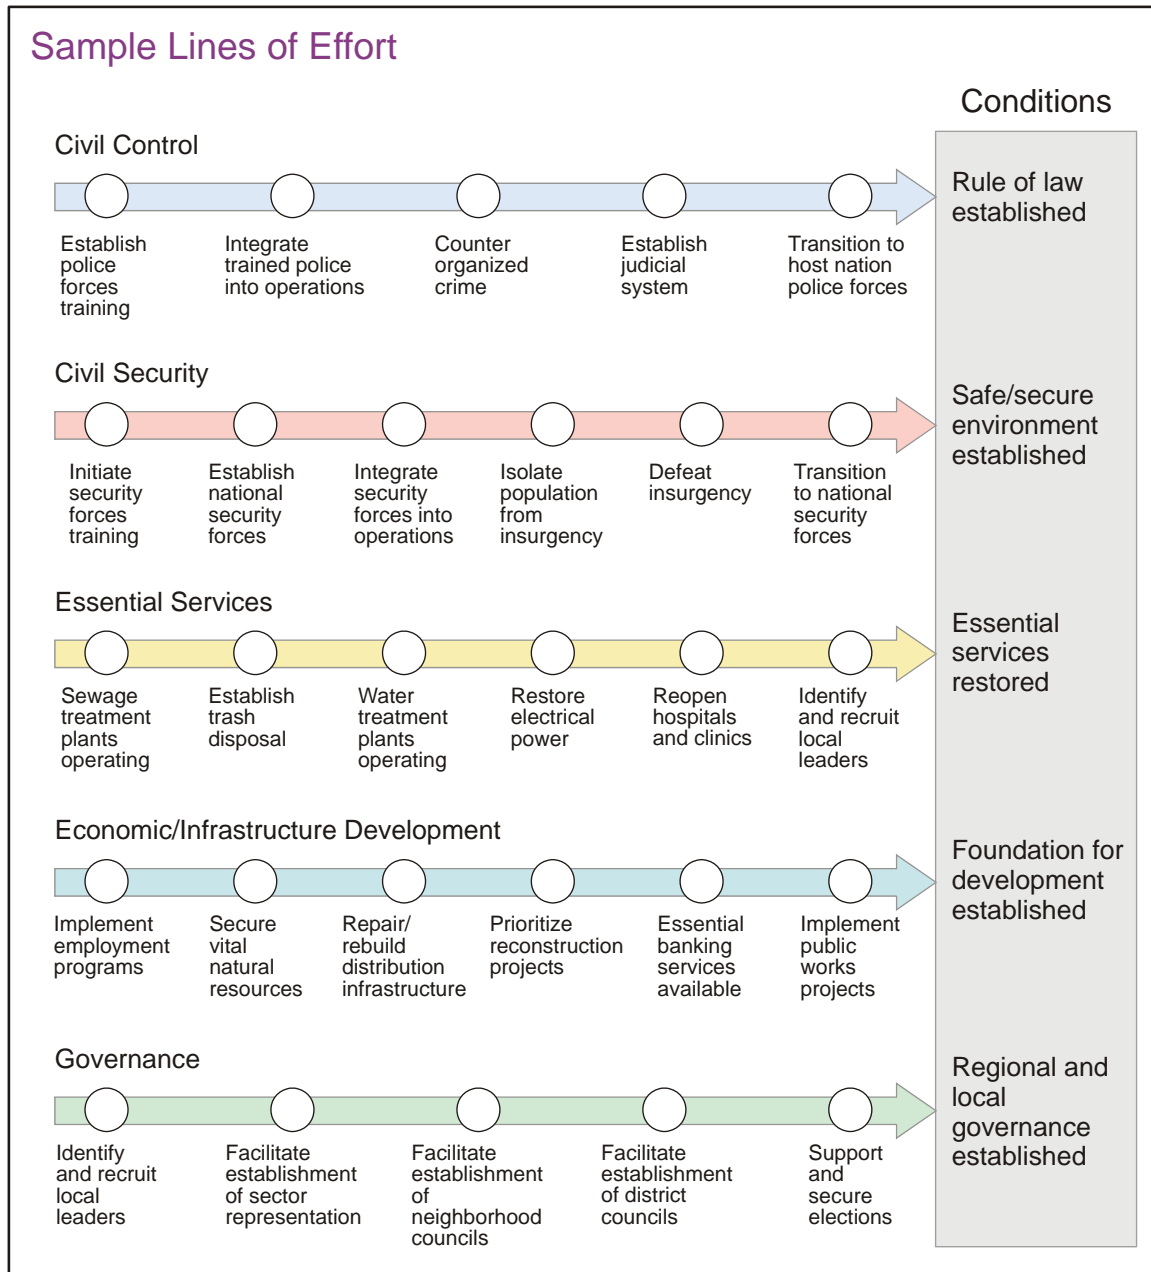 Sample Lines of Effort
Conditions
Civil Control
Establish
police
forces
training
Integrate
trained police
into operations
Counter
organized
crime
Establish
judicial
system
Transition to
host nation
police forces
Rule of law
established
Civil Security
Initiate
security
forces
training
Establish
national
security
forces
Integrate
security
forces into
operations
Isolate
population
from
insurgency
Defeat
insurgency
Transition
to national
security
forces
Safe/secure
environment
established
Essential Services
Sewage
treatment
plants
operating
Establish
trash
disposal
Water
treatment
plants
operating
Restore
electrical
power
Reopen
hospitals
and clinics
Identify
and recruit
local
leaders
Essential
services
restored
Economic/Infrastructure Development
Implement
employment
programs
Secure
vital
natural
resources
Repair/
rebuild
distribution
infrastructure
Prioritize
reconstruction
projects
Essential
banking
services
available
Implement
public
works
projects
Foundation for
development
established
Governance
Identify
and recruit
local
leaders
Facilitate
establishment
of sector
representation
Facilitate
establishment
of
neighborhood
councils
Facilitate
establishment
of district
councils
Support
and
secure
elections
Regional and
local
governance
established